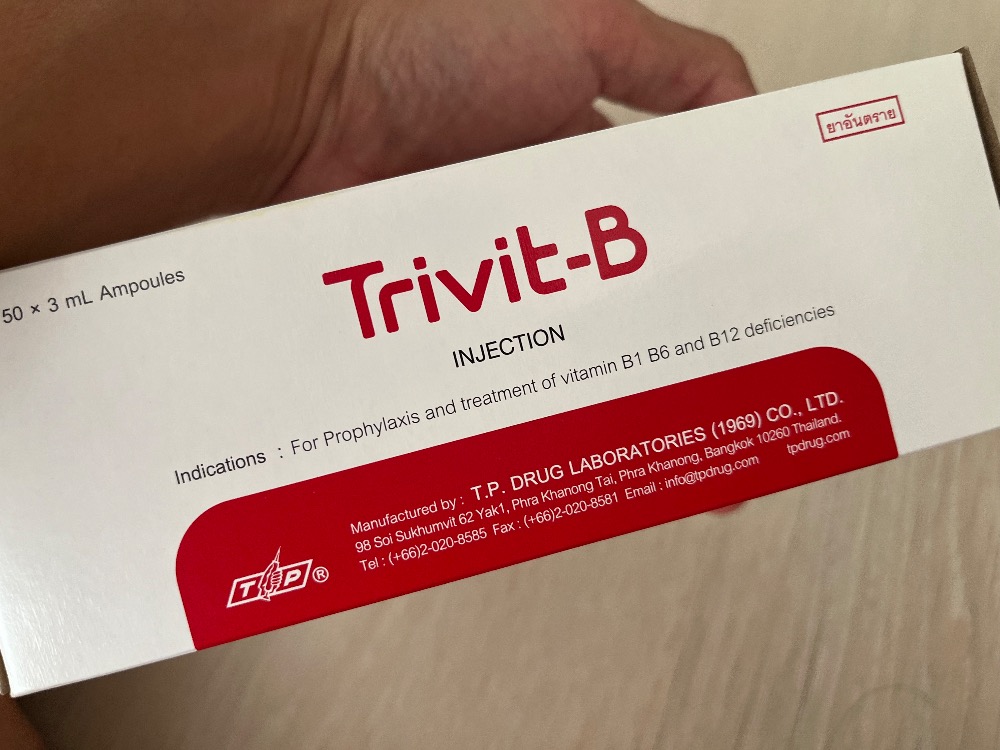 ยาอันตราย
50 × 3 mL Ampoules
Trivit-B
INJECTION
Indications : For Prophylaxis and treatment of vitamin B1 B6 and B12 deficiencies
Manufactured by : T.P. DRUG LABORATORIES (1969) CO., LTD.
98 Soi Sukhumvit 62 Yak1, Phra Khanong Tai, Phra Khanong, Bangkok 10260 Thailand.
Tel : (+66)2-020-8585 Fax : (+66)2-020-8581 Email : info@tpdrug.com tpdrug.com
TP®